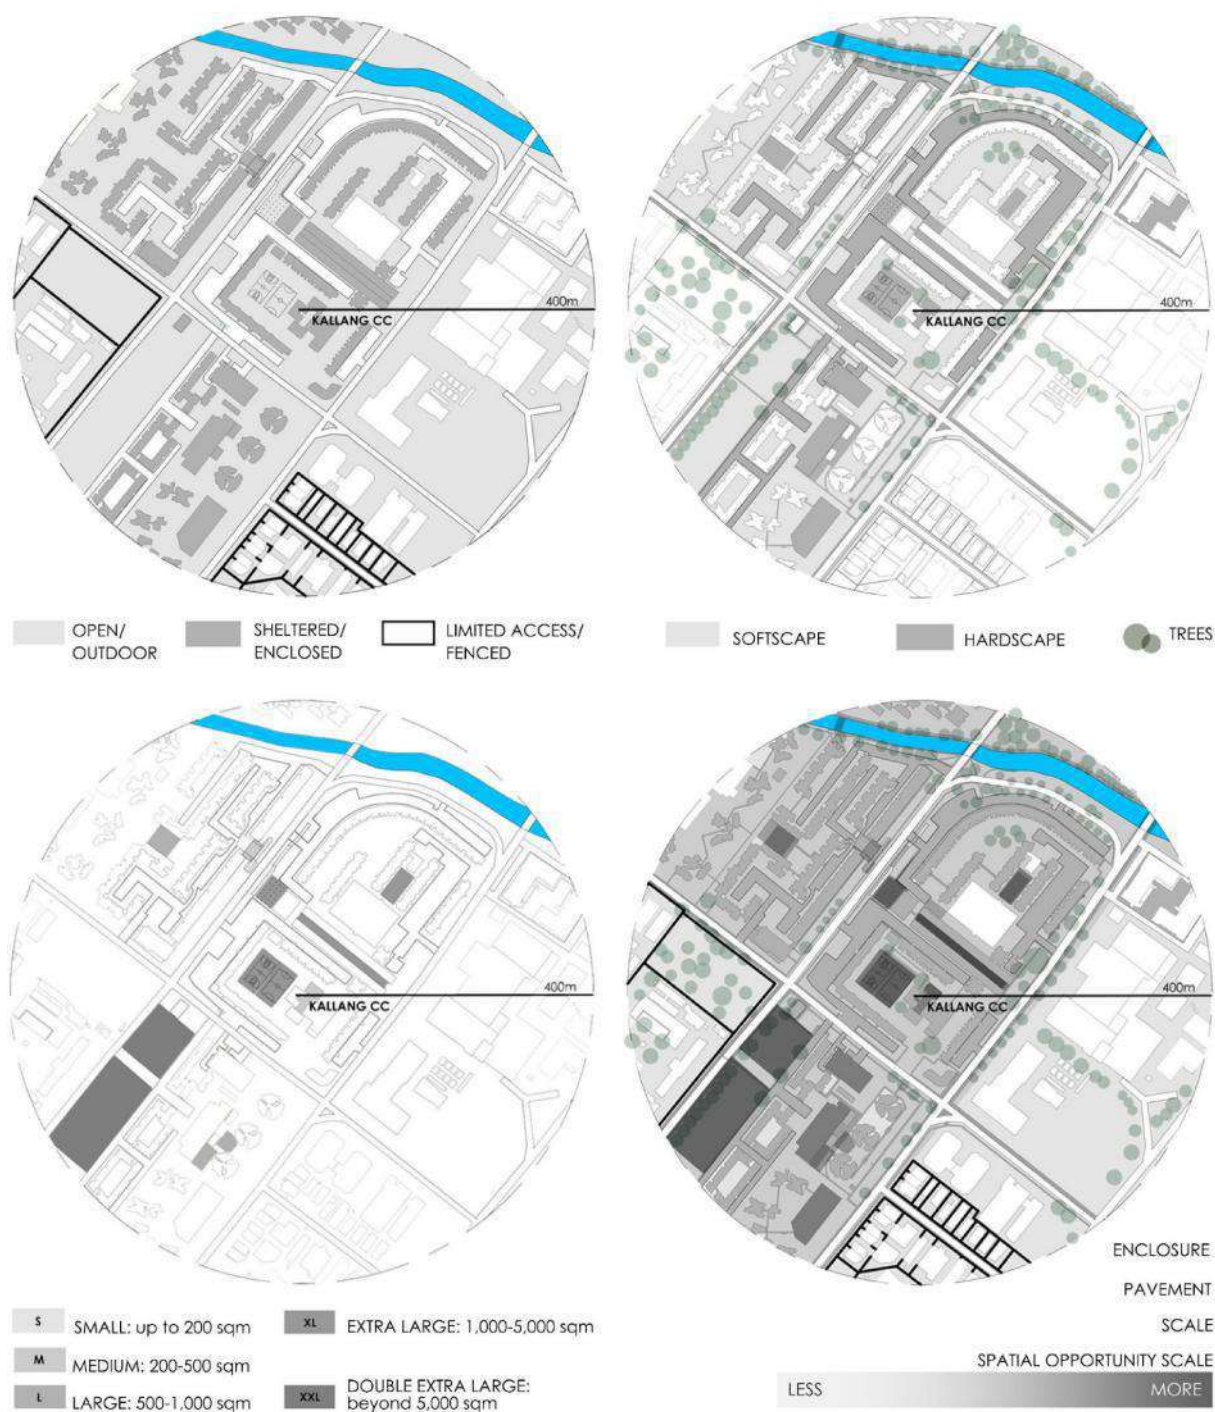 400m
KALLANG CC
400m
KALLANG CC
OPEN/
OUTDOOR
SHELTERED/
ENCLOSED
LIMITED ACCESS/
FENCED
SOFTSCAPE
HARDSCAPE
TREES
400m
KALLANG CC
400m
KALLANG CC
ENCLOSURE
PAVEMENT
SCALE
SPATIAL OPPORTUNITY SCALE
LESS
MORE
S SMALL: up to 200 sqm
M MEDIUM: 200-500 sqm
L LARGE: 500-1,000 sqm
XL EXTRA LARGE: 1,000-5,000 sqm
XXL DOUBLE EXTRA LARGE:
beyond 5,000 sqm